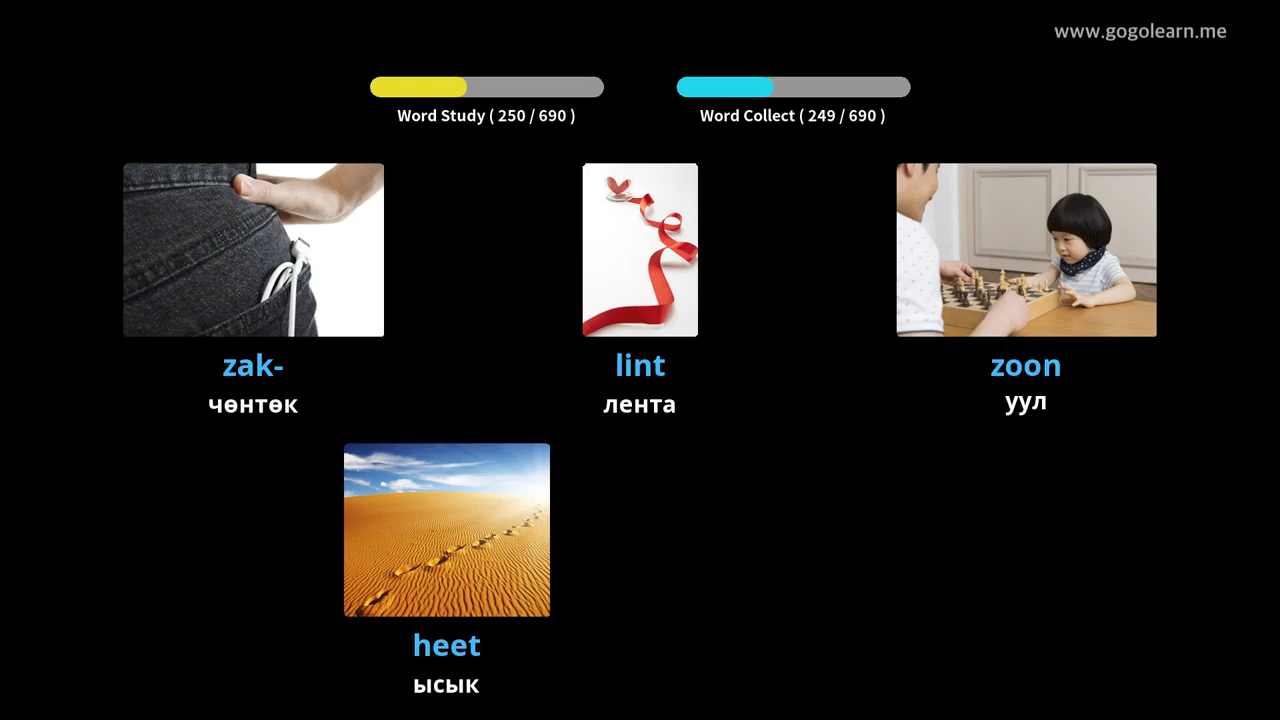 www.gogolearn.me
Word Study ( 250 / 690 )
Word Collect ( 249 / 690 )
zak-
чөнтөк
lint
лента
zoon
уул
heet
ысык